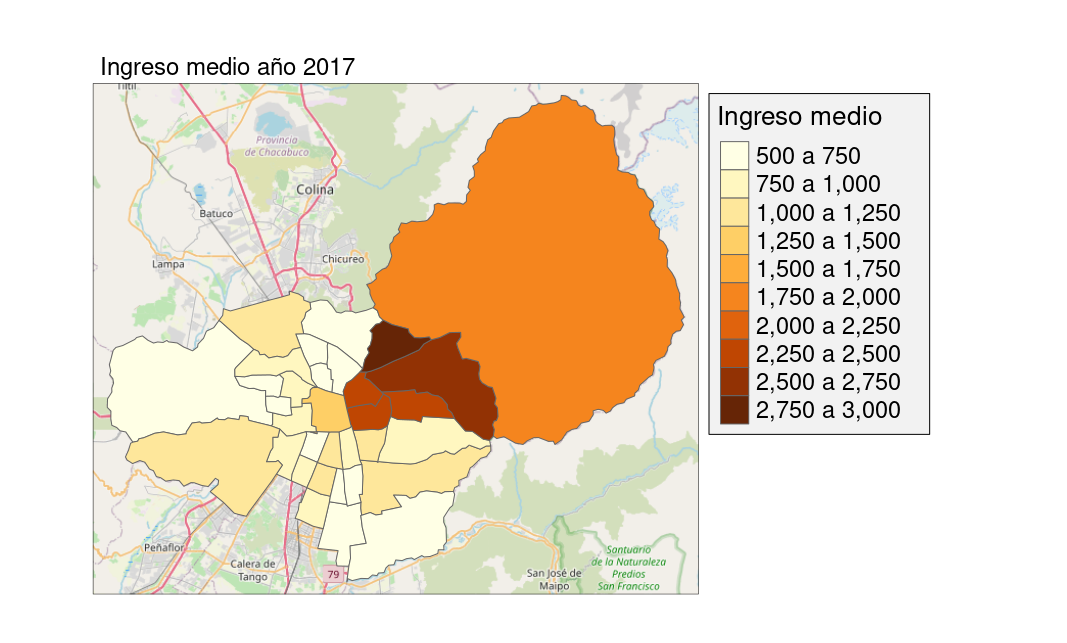 Ingreso medio año 2017
Provincia
de Chacabuco
Colina
Batuco
Chicureo
Lampa
Peñaflor
Calera de
Tango
79
San José de
Maipo
Santuario
de la Naturaleza
Predios
San Francisco
Ingreso medio
500 a 750
750 a 1,000
1,000 a 1,250
1,250 a 1,500
1,500 a 1,750
1,750 a 2,000
2,000 a 2,250
2,250 a 2,500
2,500 a 2,750
2,750 a 3,000